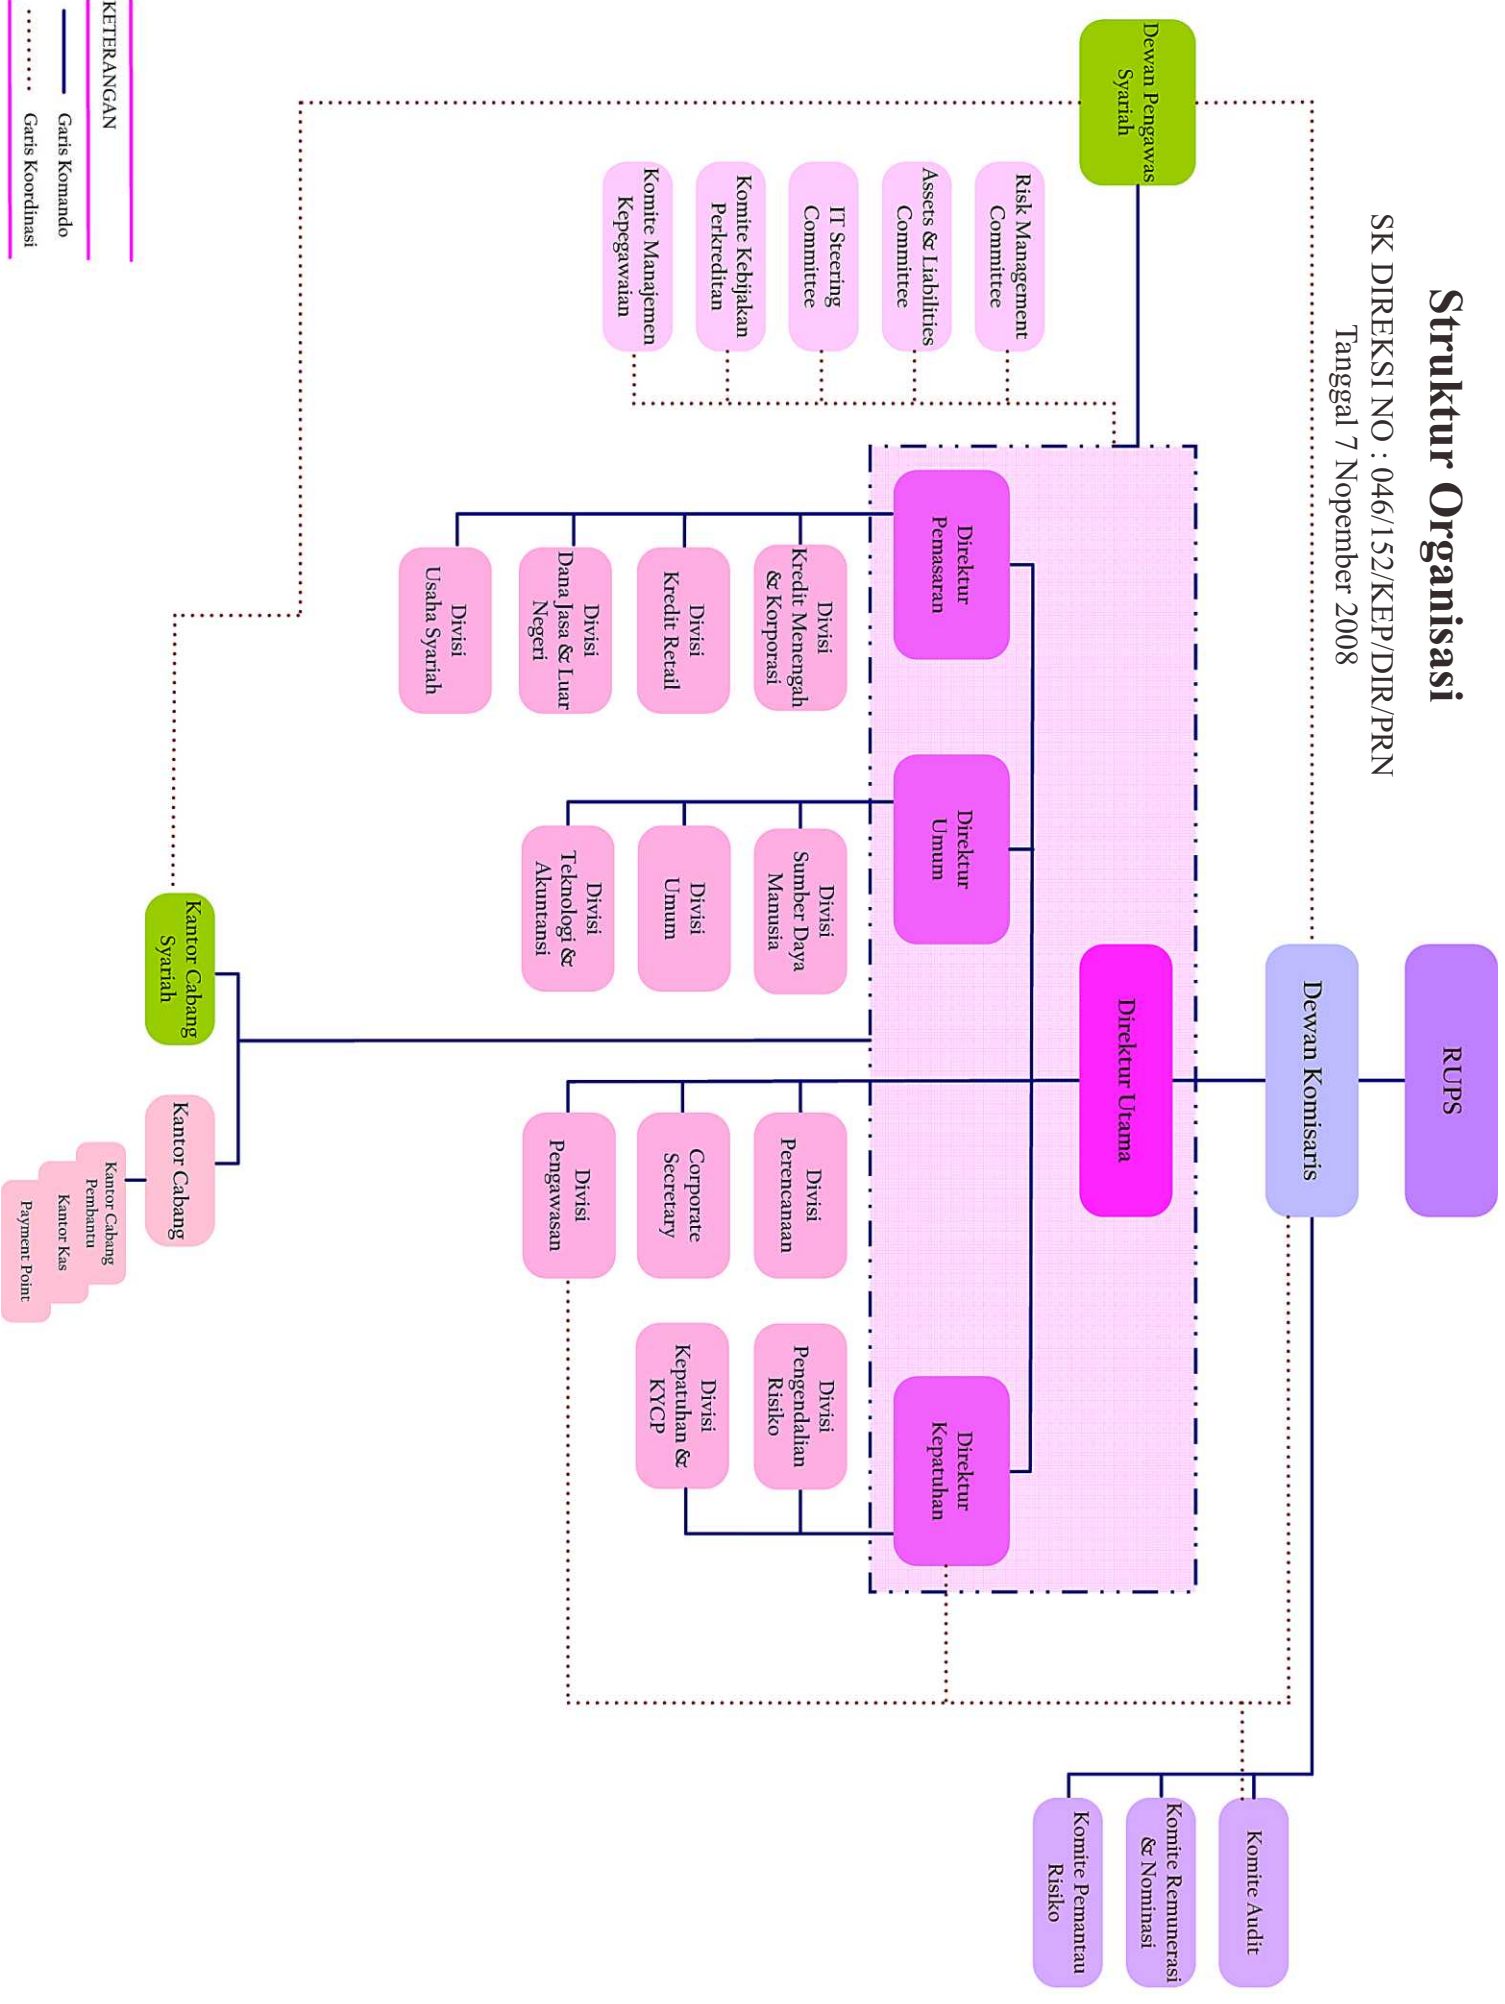 Struktur Organisasi
SK DIREKSI NO : 046/152/KEP/DIR/PRN
Tanggal 7 Nopember 2008
RUPS
Dewan Komisaris
Dewan Pengawas
Syariah
Direktur Utama
Komite Audit
Komite Remunerasi
& Nominasi
Komite Pemantau
Risiko
Risk Management
Committee
Assets & Liabilities
Committee
IT Steering
Committee
Komite Kebijakan
Perkreditan
Komite Manajemen
Kepegawaian
Direktur
Pemasaran
Direktur
Umum
Direktur
Kepatuhan
Divisi
Kredit Menengah
& Korporasi
Divisi
Kredit Retail
Divisi
Dana Jasa & Luar
Negeri
Divisi
Usaha Syariah
Divisi
Sumber Daya
Manusia
Divisi
Umum
Divisi
Teknologi &
Akuntansi
Divisi
Perencanaan
Corporate
Secretary
Divisi
Pengawasan
Divisi
Pengendalian
Risiko
Divisi
Kepatuhan &
KYCP
Kantor Cabang
Syariah
Kantor Cabang
Kantor Cabang
Pembantu
Kantor Kas
Payment Point
KETERANGAN
Garis Komando
Garis Koordinasi